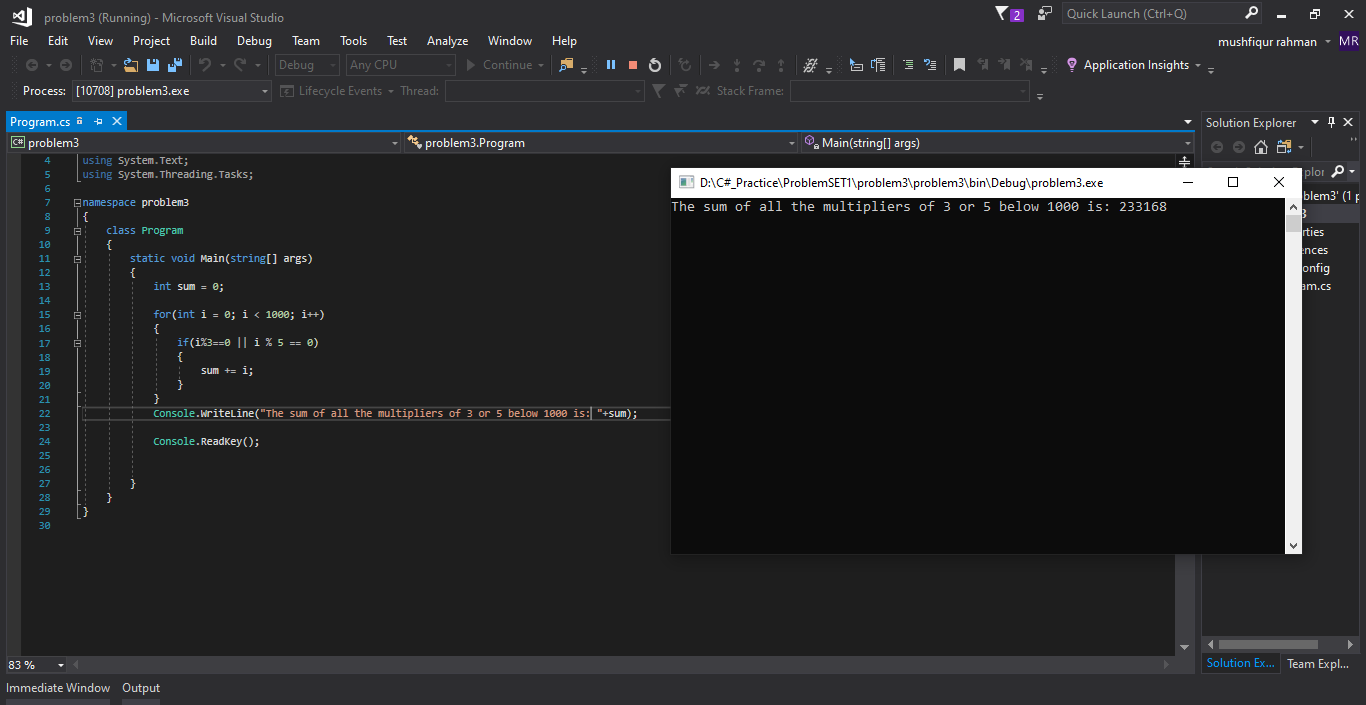 problem3 (Running) - Microsoft Visual Studio
2
Quick Launch (Ctrl+Q)
File Edit View Project Build Debug Team Tools Test Analyze Window Help
mushfiqur rahman MR
Debug Any CPU Continue Application Insights
Process: [10708] problem3.exe Lifecycle Events Thread: Stack Frame:
Program.cs
Solution Explorer
C# problem3 problem3.Program Main(string[] args)
4 using System.Text;
5 using System.Threading.Tasks;
6
7 namespace problem3
8 {
9 class Program
10 {
11 static void Main(string[] args)
12 {
13 int sum = 0;
14
15 for(int i = 0; i < 1000; i++)
16 {
17 if(i%3==0 || i % 5 == 0)
18 {
19 sum += i;
20 }
21 }
22 Console.WriteLine("The sum of all the multipliers of 3 or 5 below 1000 is: "+sum);
23
24 Console.ReadKey();
25
26
27 }
28 }
29 }
30
D:\C#_Practice\ProblemSET1\problem3\problem3\bin\Debug\problem3.exe
The sum of all the multipliers of 3 or 5 below 1000 is: 233168
plor
blem3' (1 p
3
rties
ences
onfig
am.cs
83 %
Solution Ex... Team Expl...
Immediate Window Output